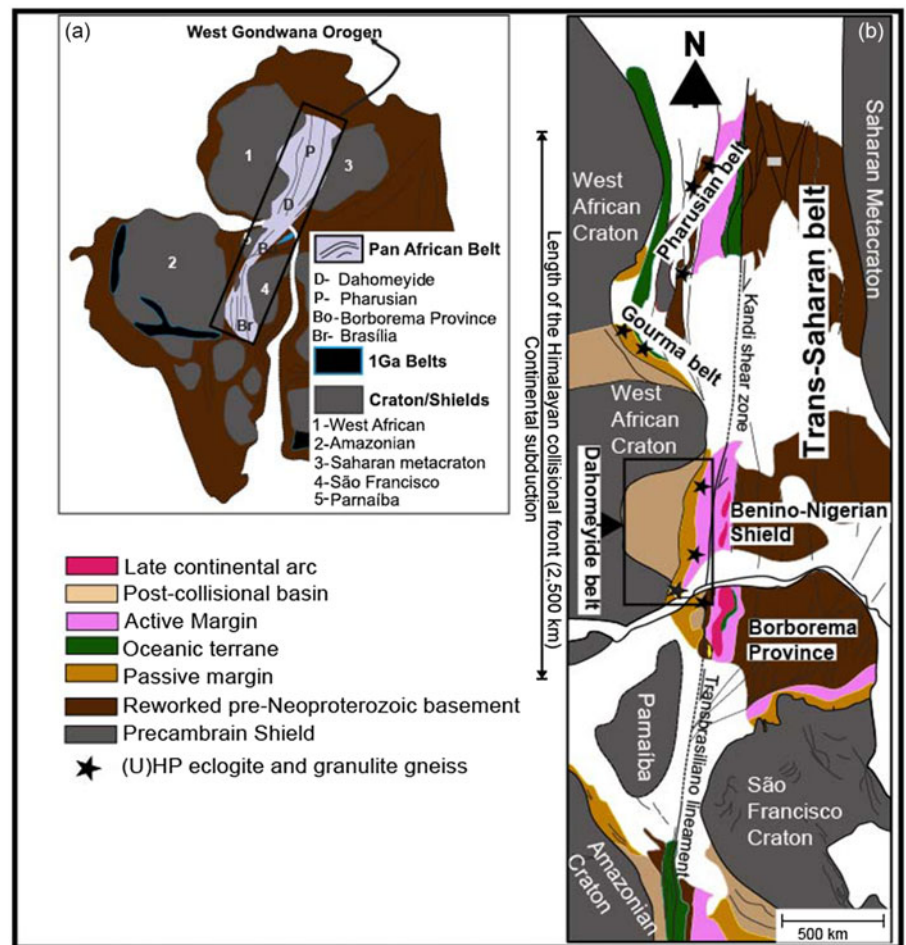 (a)
West Gondwana Orogen
1
P
3
D
5
B
2
4
Br
Pan African Belt
D- Dahomeyide
P- Pharusian
Bo- Borborema Province
Br- Brasília
1Ga Belts
Craton/Shields
1-West African
2-Amazonian
3-Saharan metacraton
4-São Francisco
5-Parnaíba
Late continental arc
Post-collisional basin
Active Margin
Oceanic terrane
Passive margin
Reworked pre-Neoproterozoic basement
Precambrain Shield
(U)HP eclogite and granulite gneiss
(b)
N
Length of the Himalayan collisional front (2,500 km)
Continental subduction
West
African
Craton
Pharusian belt
Saharan Metacraton
Trans-Saharan belt
Gourma belt
Kandi shear zone
West
African
Craton
Dahomeyide belt
Benino-Nigerian
Shield
Borborema
Province
Parnaíba
Transbrasiliano lineament
São
Francisco
Craton
Amazonian
Craton
500 km